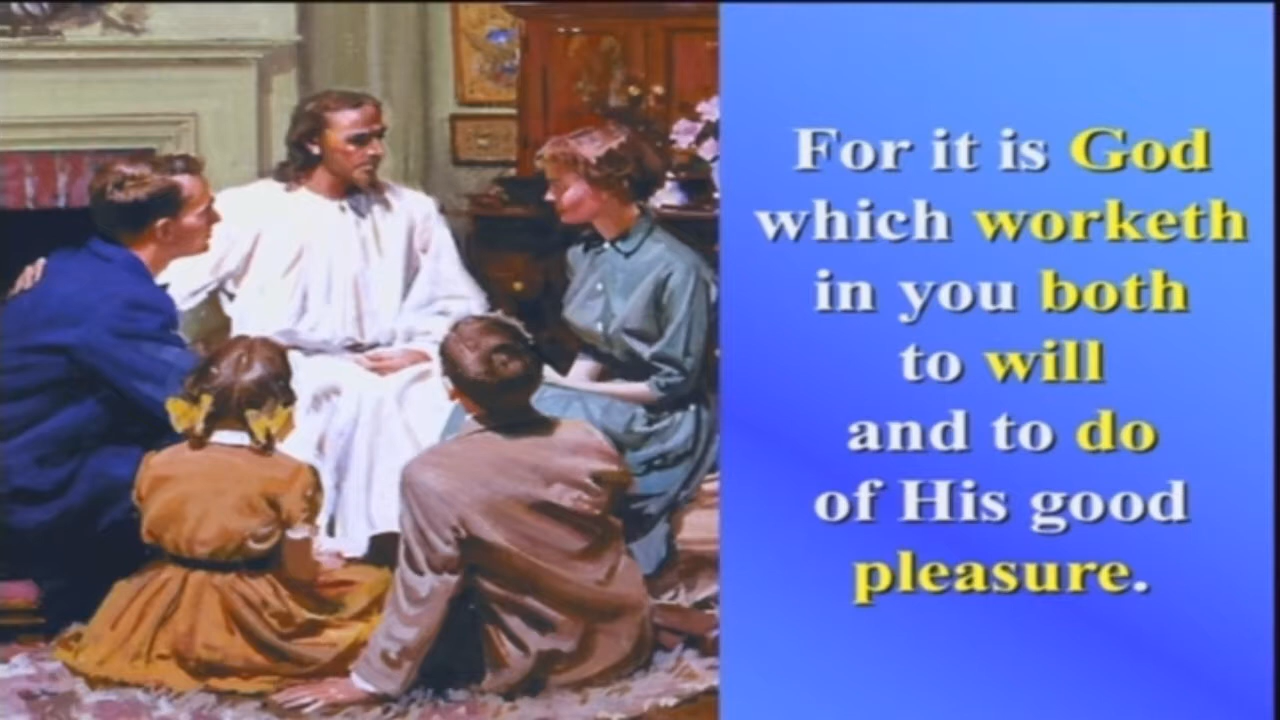 For it is God
which worketh
in you both
to will
and to do
of His good
pleasure.